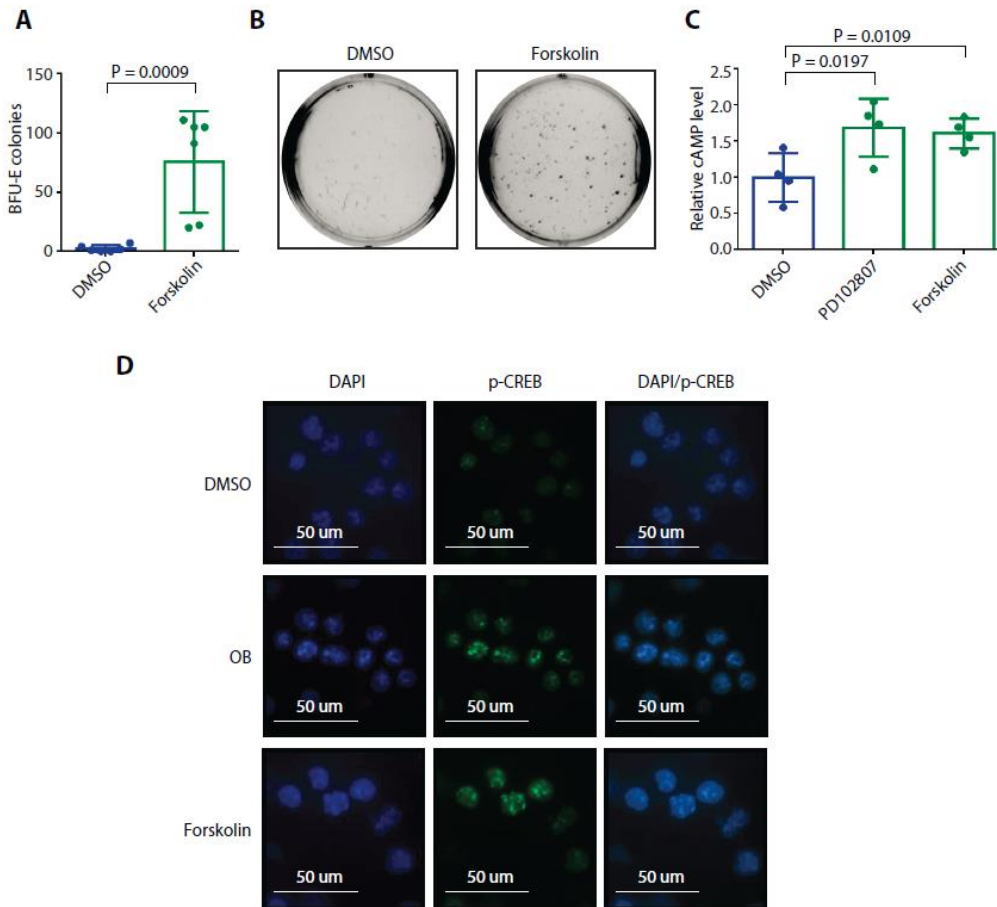 A
P = 0.0009
BFU-E colonies
150
100
50
0
DMSO
Forskolin
B
DMSO
Forskolin
C
P = 0.0109
P = 0.0197
Relative cAMP level
2.5
2.0
1.5
1.0
0.5
0.0
DMSO
PD102807
Forskolin
D
DAPI
p-CREB
DAPI/p-CREB
DMSO
50 um
50 um
50 um
OB
50 um
50 um
50 um
Forskolin
50 um
50 um
50 um